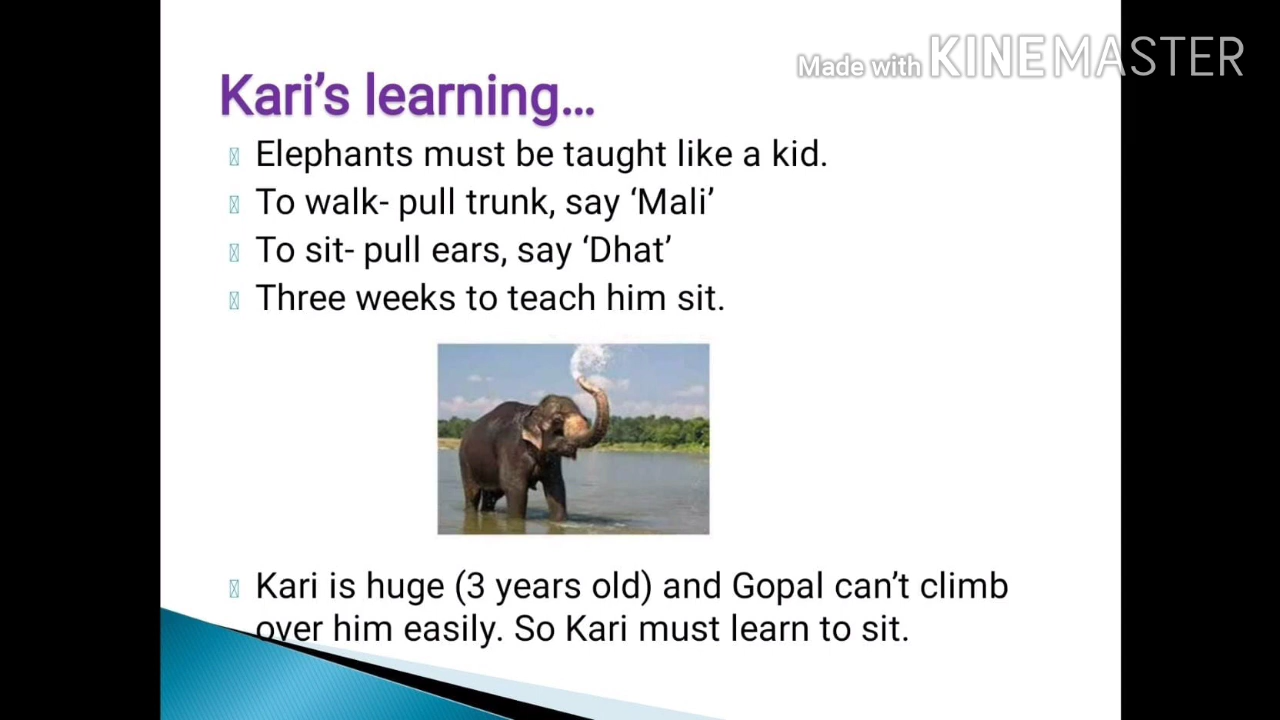 Made with KINEMASTER
Kari’s learning...
Elephants must be taught like a kid.
To walk- pull trunk, say ‘Mali’
To sit- pull ears, say ‘Dhat’
Three weeks to teach him sit.
Kari is huge (3 years old) and Gopal can’t climb
over him easily. So Kari must learn to sit.